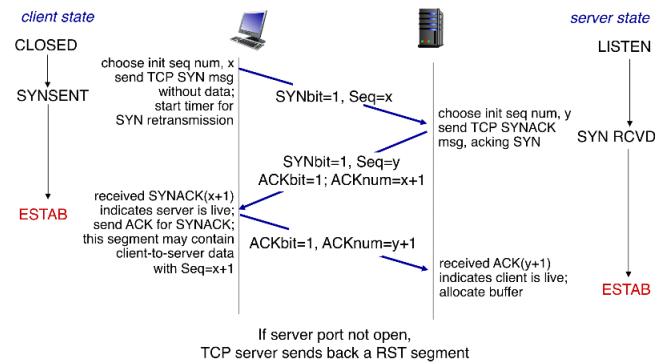 client state
server state
CLOSED
LISTEN
choose init seq num, x
send TCP SYN msg
without data;
start timer for
SYN retransmission
SYNSENT
SYNbit=1, Seq=x
choose init seq num, y
send TCP SYNACK
msg, acking SYN
SYN RCVD
SYNbit=1, Seq=y
ACKbit=1; ACKnum=x+1
received SYNACK(x+1)
indicates server is live;
send ACK for SYNACK;
this segment may contain
client-to-server data
with Seq=x+1
ESTAB
ACKbit=1, ACKnum=y+1
received ACK(y+1)
indicates client is live;
allocate buffer
ESTAB
If server port not open,
TCP server sends back a RST segment